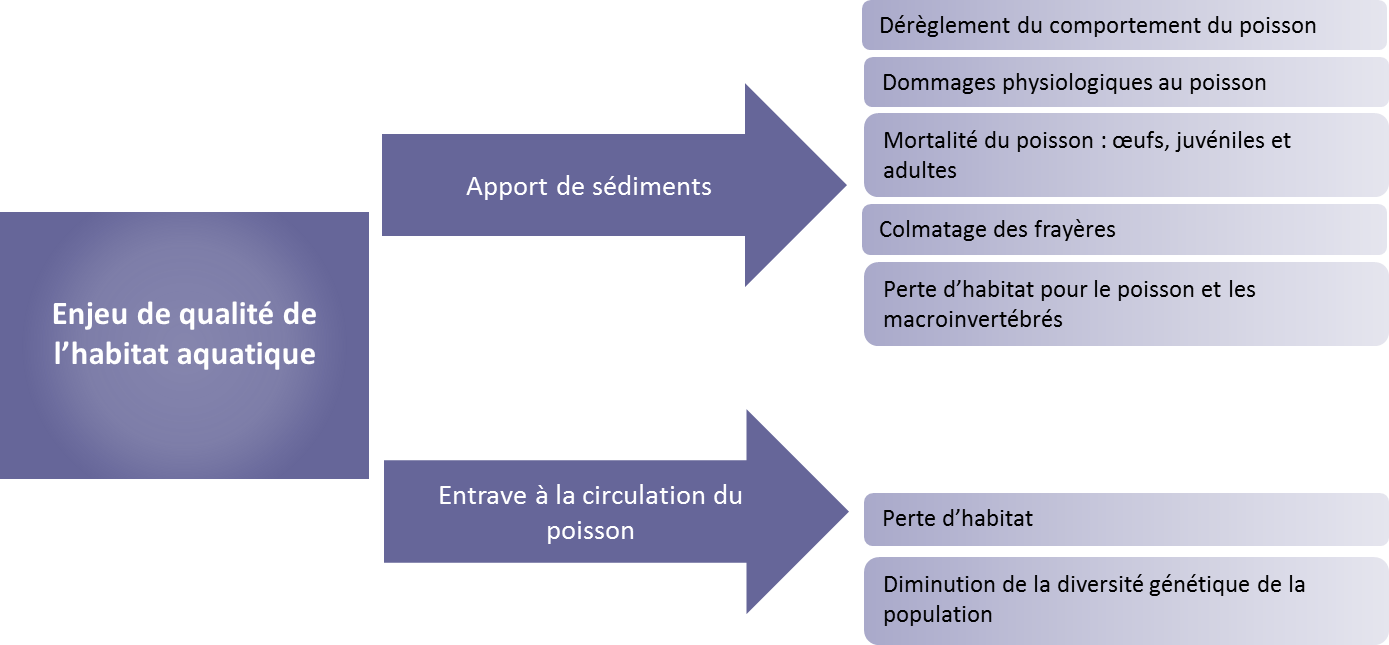 Enjeu de qualité de
l’habitat aquatique
Apport de sédiments
Dérèglement du comportement du poisson
Dommages physiologiques au poisson
Mortalité du poisson : œufs, juvéniles et
adultes
Colmatage des frayères
Perte d’habitat pour le poisson et les
macroinvertébrés
Entrave à la circulation du
poisson
Perte d’habitat
Diminution de la diversité génétique de la
population